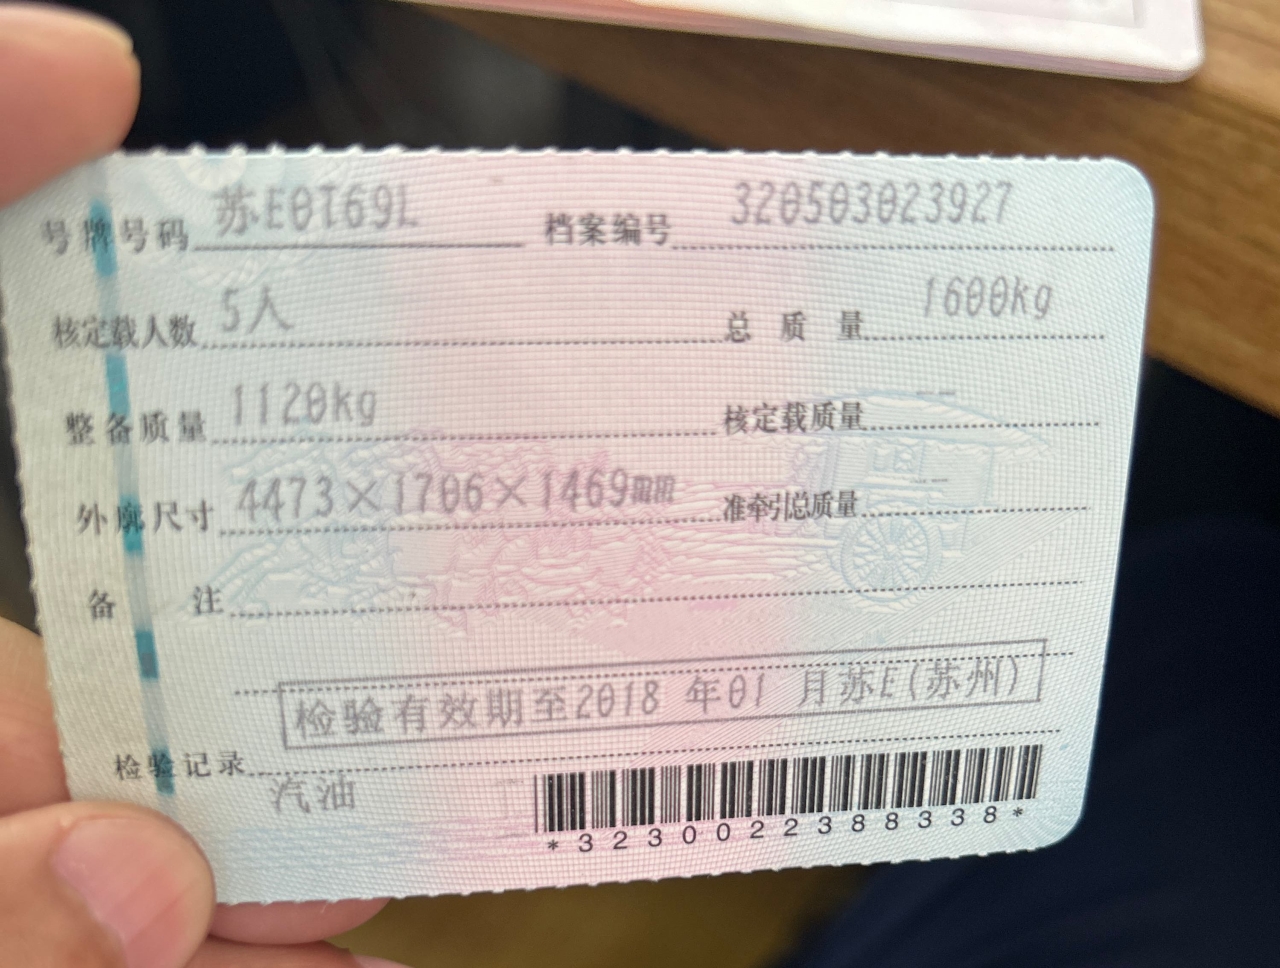 号牌号码 苏E0T69L 档案编号 320503023927
核定载人数 5人 总质量 1600kg
整备质量 1120kg 核定载质量 --
外廓尺寸 4473×1706×1469mm 准牵引总质量 --
备注
检验有效期至2018 年01 月苏E(苏州)
检验记录
汽油
*3230022388338*